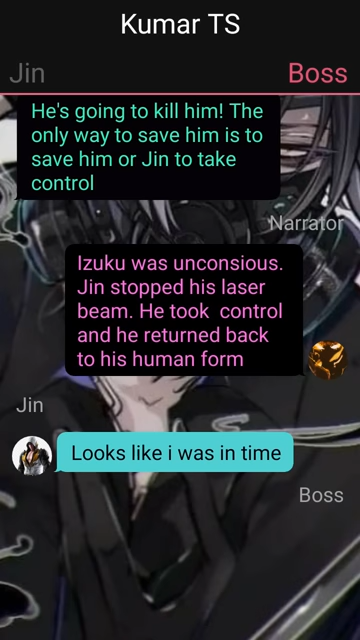 Kumar TS
Jin
Boss
He's going to kill him! The
only way to save him is to
save him or Jin to take
control
Narrator
Izuku was unconsious.
Jin stopped his laser
beam. He took  control
and he returned back
to his human form
Jin
Looks like i was in time
Boss